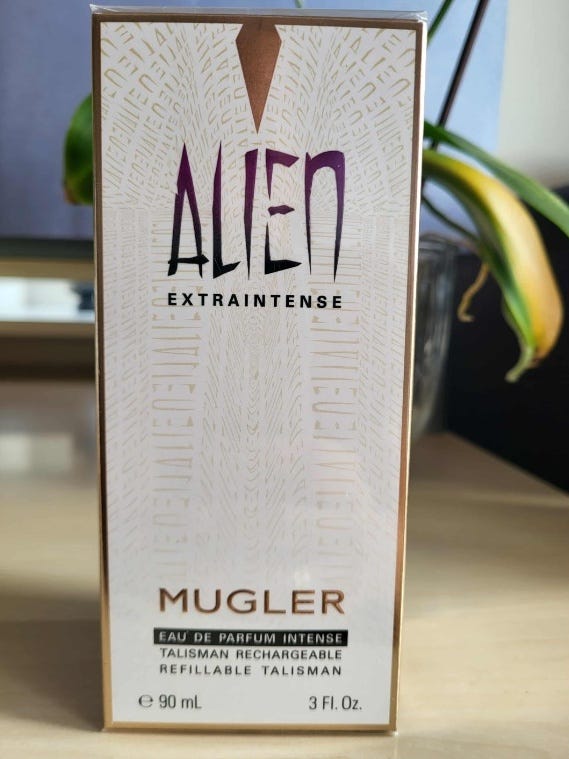 ALIEN
EXTRAINTENSE
MUGLER
EAU DE PARFUM INTENSE
TALISMAN RECHARGEABLE
REFILLABLE TALISMAN
℮ 90 mL 3 Fl. Oz.